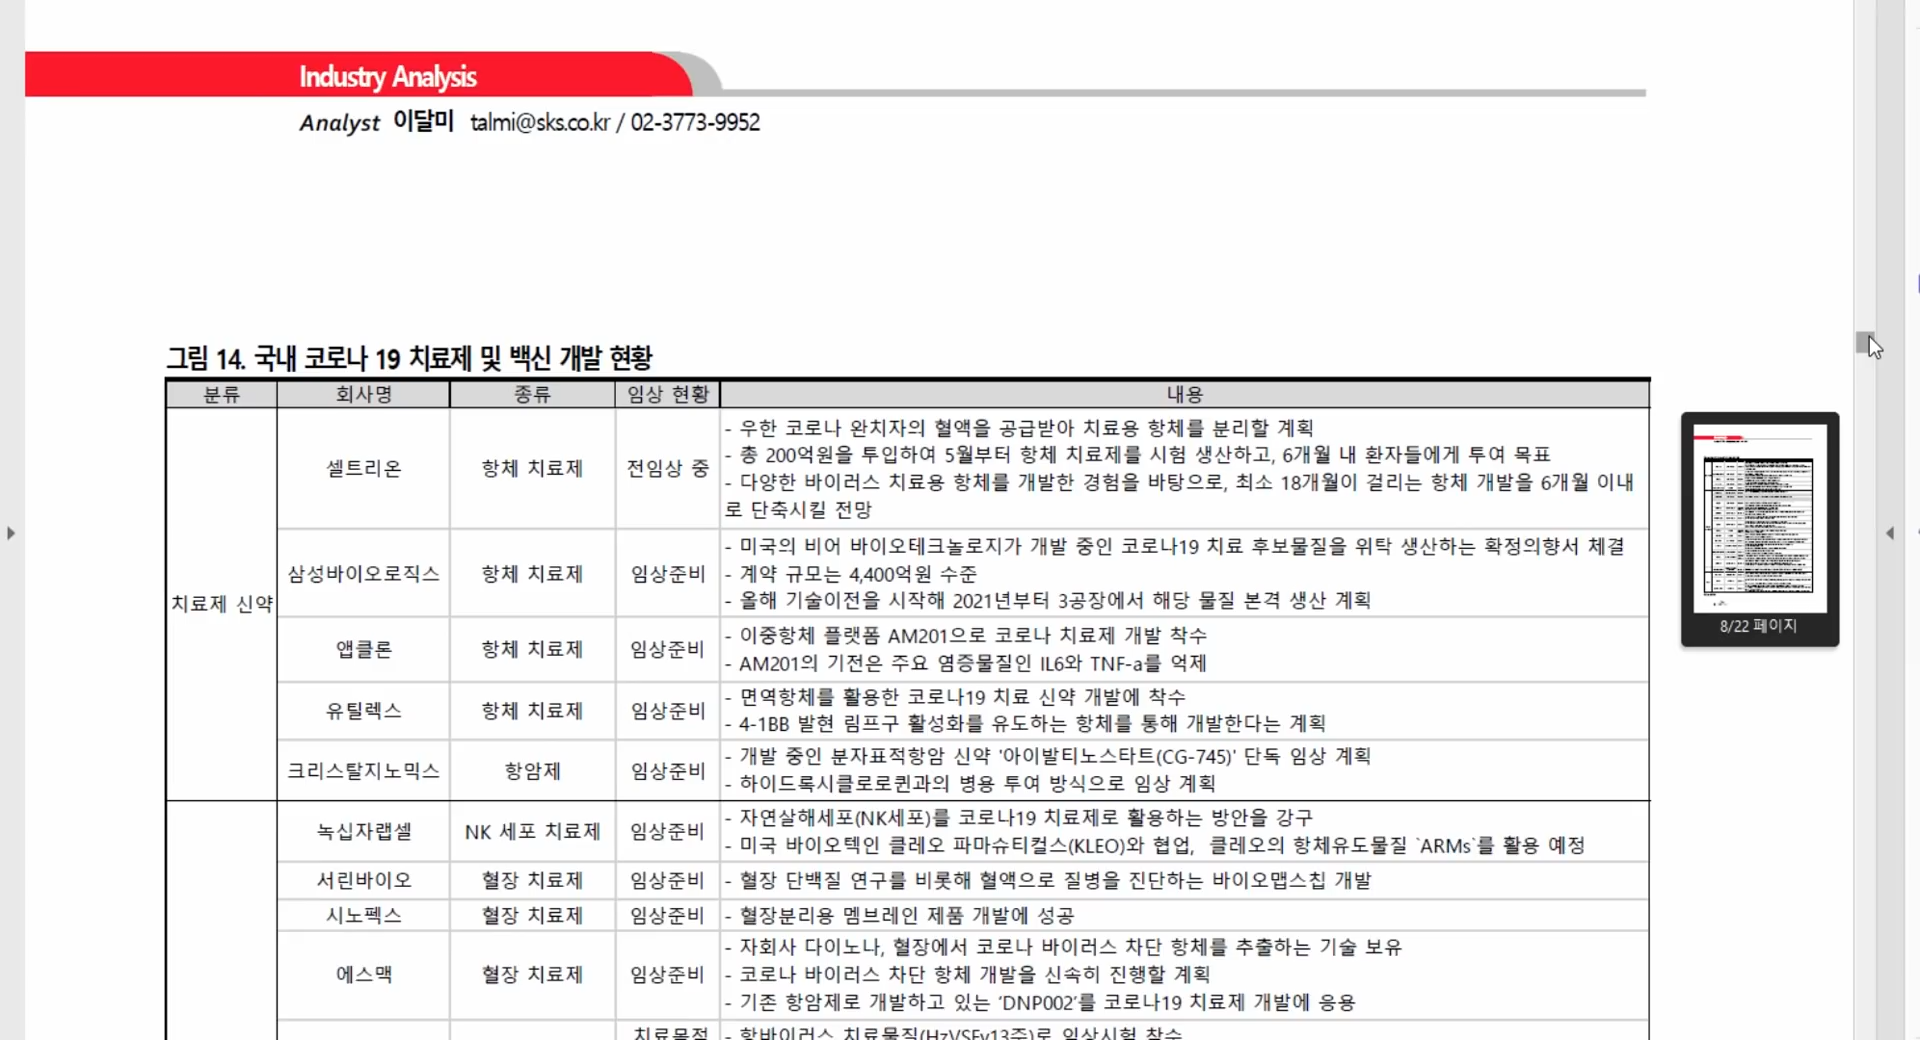 Industry Analysis
Analyst 이달미 talmi@sks.co.kr / 02-3773-9952
그림 14. 국내 코로나 19 치료제 및 백신 개발 현황
분류 회사명 종류 임상 현황 내용
치료제 신약
셀트리온 항체 치료제 전임상 중
- 우한 코로나 완치자의 혈액을 공급받아 치료용 항체를 분리할 계획
- 총 200억원을 투입하여 5월부터 항체 치료제를 시험 생산하고, 6개월 내 환자들에게 투여 목표
- 다양한 바이러스 치료용 항체를 개발한 경험을 바탕으로, 최소 18개월이 걸리는 항체 개발을 6개월 이내
로 단축시킬 전망
삼성바이오로직스 항체 치료제 임상준비
- 미국의 비어 바이오테크놀로지가 개발 중인 코로나19 치료 후보물질을 위탁 생산하는 확정의향서 체결
- 계약 규모는 4,400억원 수준
- 올해 기술이전을 시작해 2021년부터 3공장에서 해당 물질 본격 생산 계획
앱클론 항체 치료제 임상준비
- 이중항체 플랫폼 AM201으로 코로나 치료제 개발 착수
- AM201의 기전은 주요 염증물질인 IL6와 TNF-a를 억제
유틸렉스 항체 치료제 임상준비
- 면역항체를 활용한 코로나19 치료 신약 개발에 착수
- 4-1BB 발현 림프구 활성화를 유도하는 항체를 통해 개발한다는 계획
크리스탈지노믹스 항암제 임상준비
- 개발 중인 분자표적항암 신약 '아이발티노스타트(CG-745)' 단독 임상 계획
- 하이드록시클로로퀸과의 병용 투여 방식으로 임상 계획
녹십자랩셀 NK 세포 치료제 임상준비
- 자연살해세포(NK세포)를 코로나19 치료제로 활용하는 방안을 강구
- 미국 바이오텍인 클레오 파마슈티컬스(KLEO)와 협업, 클레오의 항체유도물질 `ARMs`를 활용 예정
서린바이오 혈장 치료제 임상준비 - 혈장 단백질 연구를 비롯해 혈액으로 질병을 진단하는 바이오맵스칩 개발
시노펙스 혈장 치료제 임상준비 - 혈장분리용 멤브레인 제품 개발에 성공
에스맥 혈장 치료제 임상준비
- 자회사 다이노나, 혈장에서 코로나 바이러스 차단 항체를 추출하는 기술 보유
- 코로나 바이러스 차단 항체 개발을 신속히 진행할 계획
- 기존 항암제로 개발하고 있는 ‘DNP002’를 코로나19 치료제 개발에 응용
치료목적 - 항바이러스 치료물질(HzVSFv13주)로 임상시험 착수
8/22 페이지